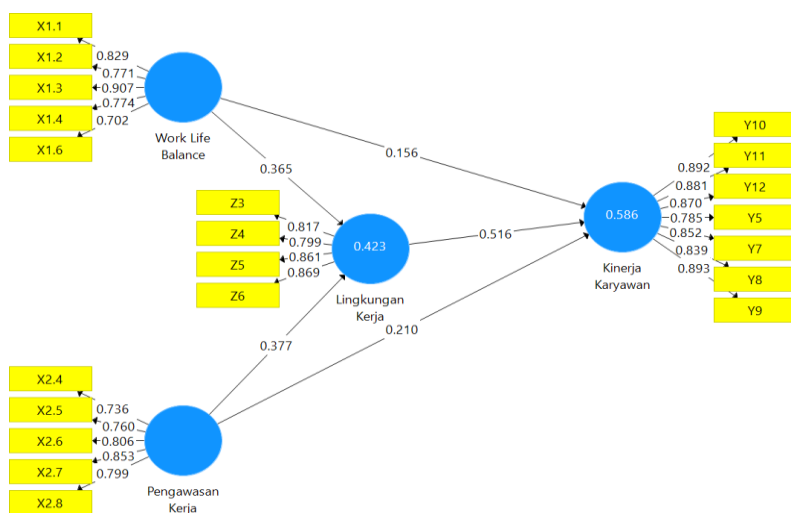 X1.1
X1.2
X1.3
X1.4
X1.6
0.829
0.771
0.907
0.774
0.702
Work Life
Balance
0.156
0.365
Z3
Z4
Z5
Z6
0.817
0.799
0.861
0.869
0.423
Lingkungan
Kerja
0.516
0.586
Kinerja
Karyawan
0.892
0.881
0.870
0.785
0.852
0.839
0.893
Y10
Y11
Y12
Y5
Y7
Y8
Y9
0.377
0.210
X2.4
X2.5
X2.6
X2.7
X2.8
0.736
0.760
0.806
0.853
0.799
Pengawasan
Kerja